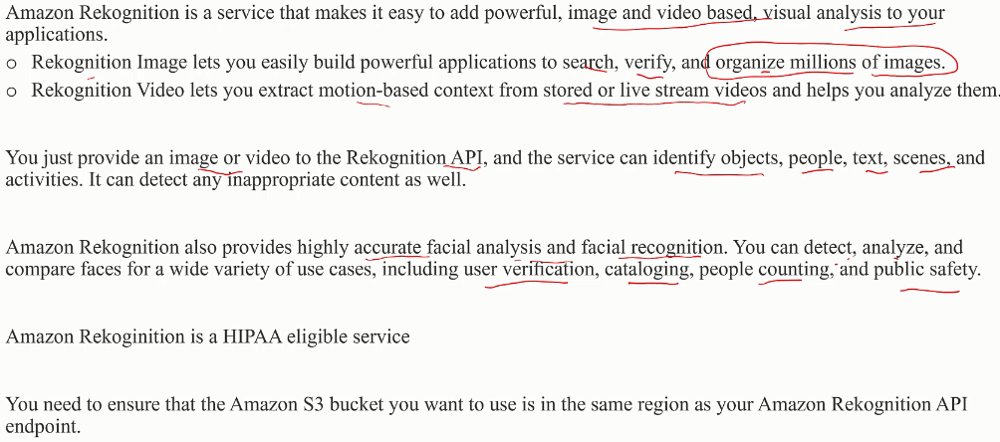 Amazon Rekognition is a service that makes it easy to add powerful, image and video based, visual analysis to your
applications.
o Rekognition Image lets you easily build powerful applications to search, verify, and organize millions of images.
o Rekognition Video lets you extract motion-based context from stored or live stream videos and helps you analyze them.
You just provide an image or video to the Rekognition API, and the service can identify objects, people, text, scenes, and
activities. It can detect any inappropriate content as well.
Amazon Rekognition also provides highly accurate facial analysis and facial recognition. You can detect, analyze, and
compare faces for a wide variety of use cases, including user verification, cataloging, people counting, and public safety.
Amazon Rekoginition is a HIPAA eligible service
You need to ensure that the Amazon S3 bucket you want to use is in the same region as your Amazon Rekognition API
endpoint.